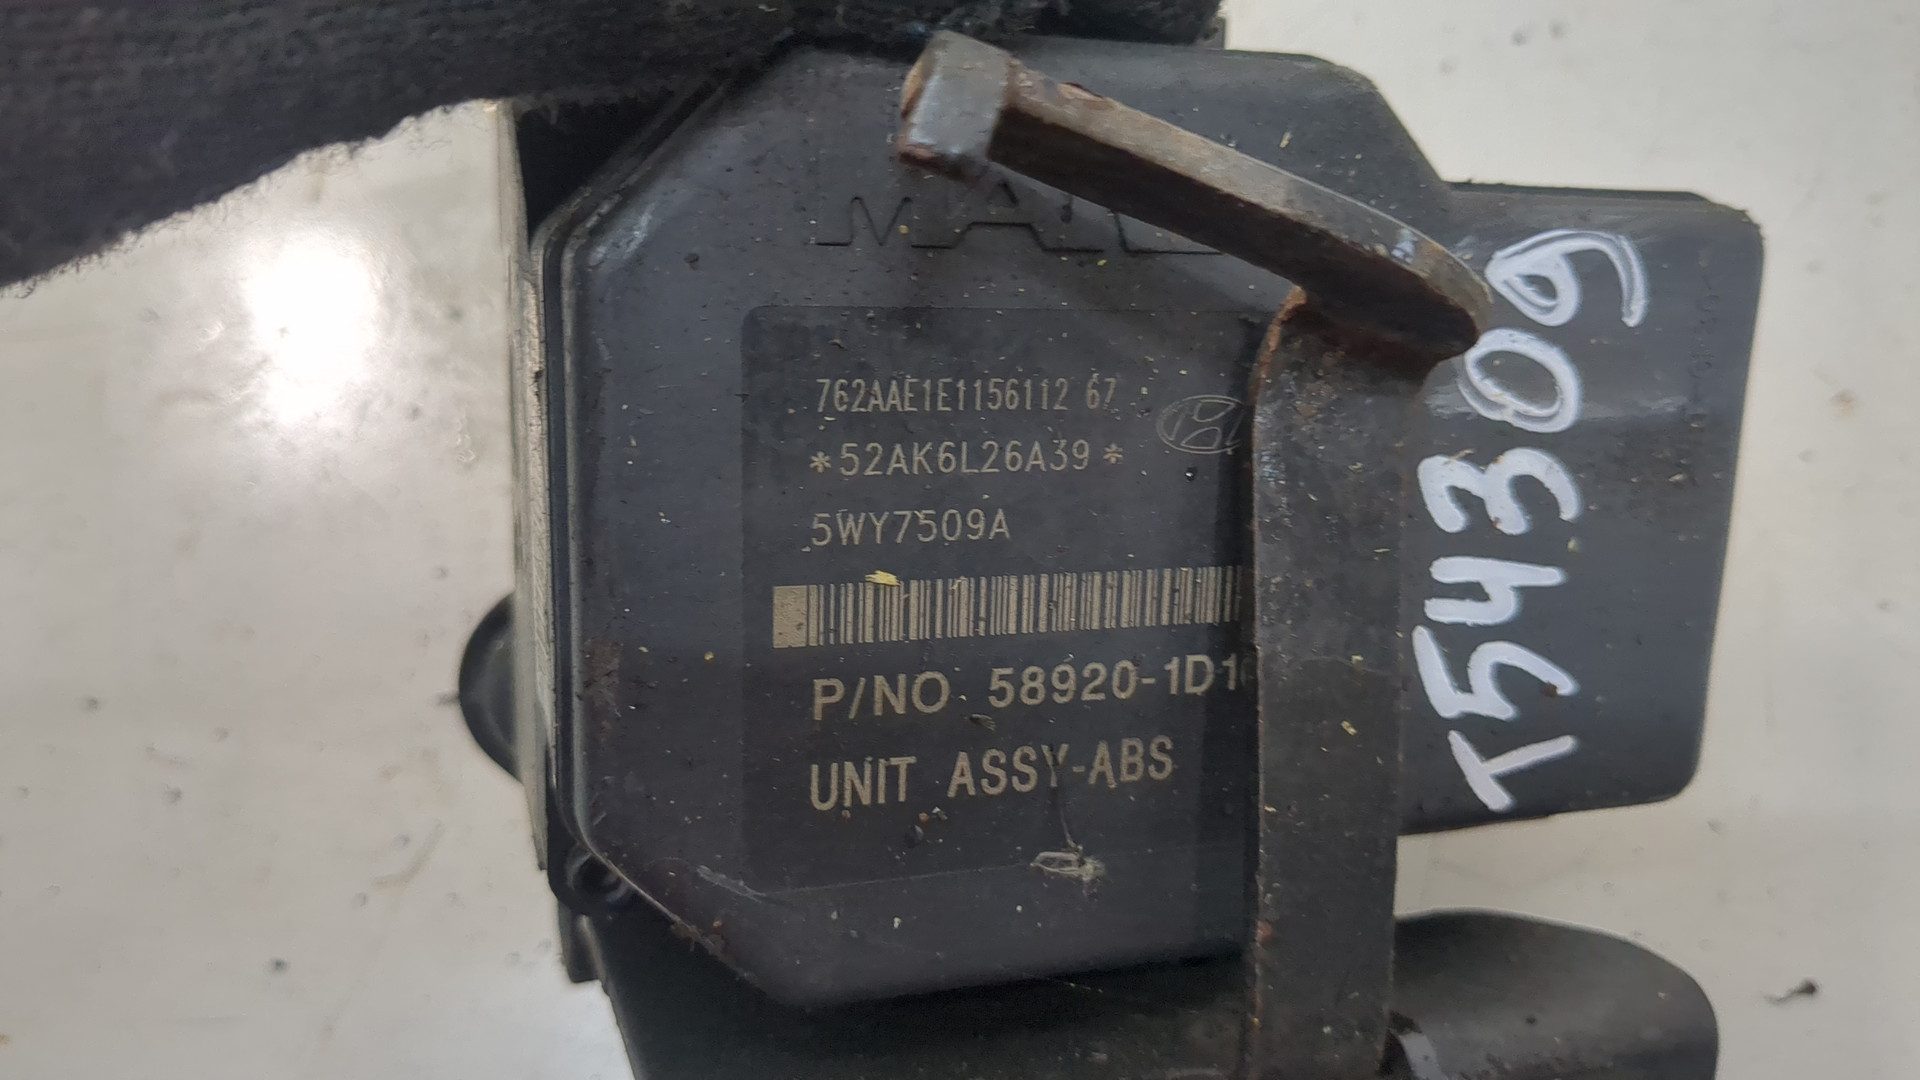 762AAE1E1156112 67
*52AK6L26A39*
5WY7509A
P/NO 58920-1D1
UNIT ASSY-ABS
T54309